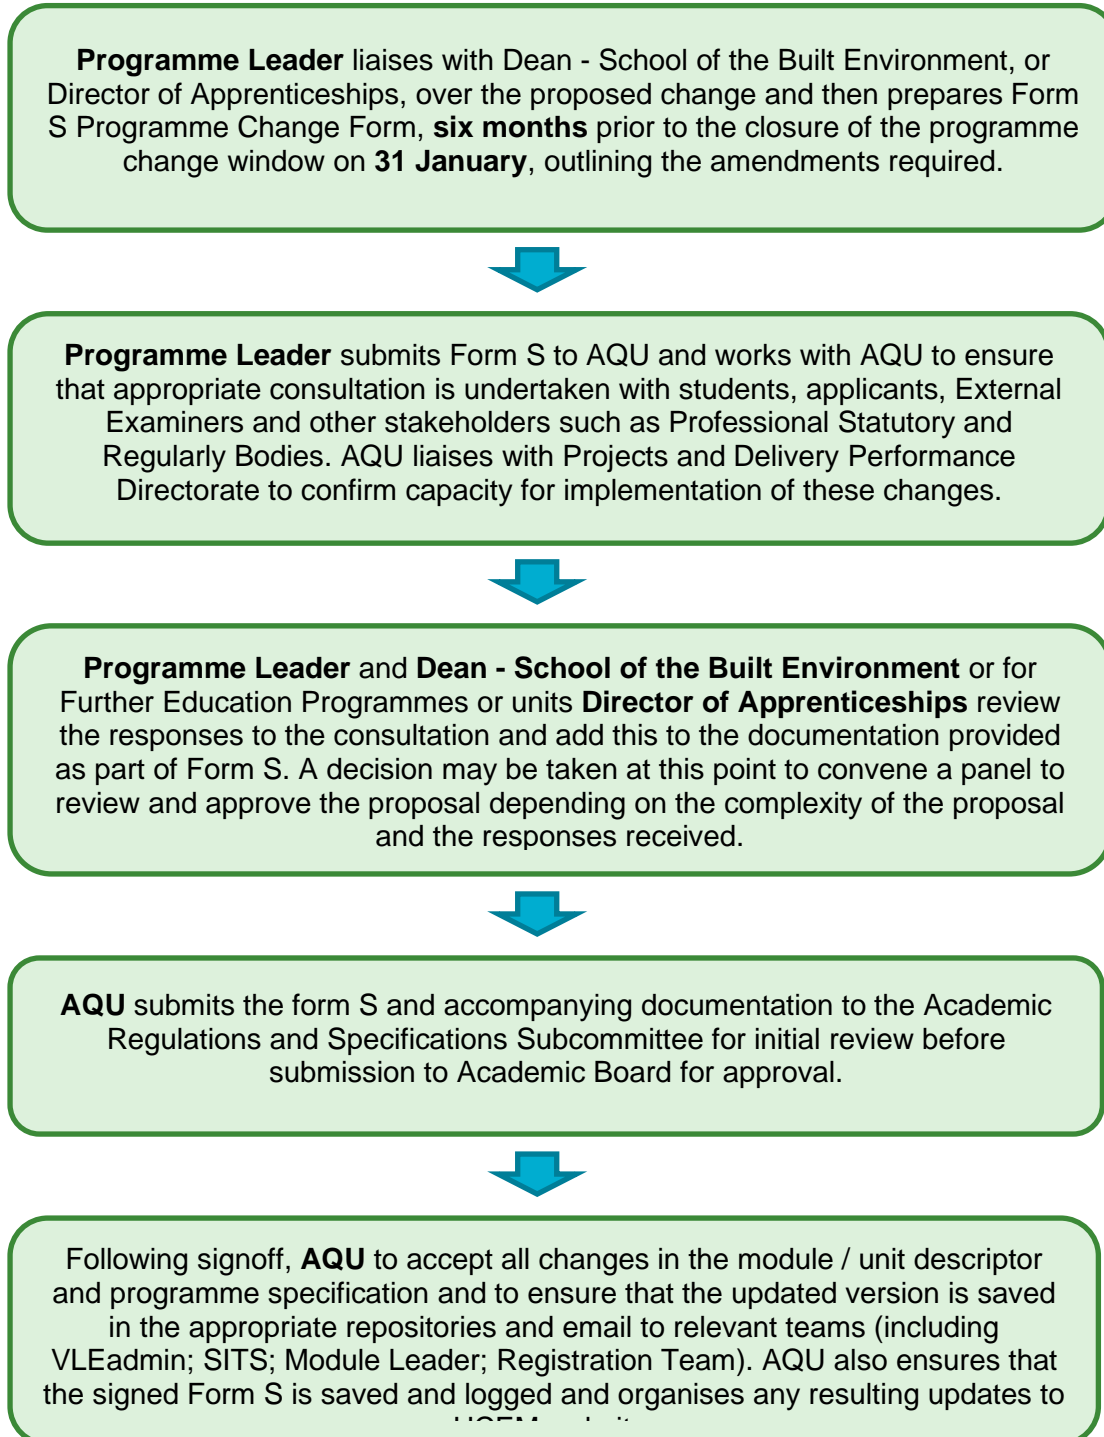 Programme Leader liaises with Dean - School of the Built Environment, or
Director of Apprenticeships, over the proposed change and then prepares Form
S Programme Change Form, six months prior to the closure of the programme
change window on 31 January, outlining the amendments required.
Programme Leader submits Form S to AQU and works with AQU to ensure
that appropriate consultation is undertaken with students, applicants, External
Examiners and other stakeholders such as Professional Statutory and
Regularly Bodies. AQU liaises with Projects and Delivery Performance
Directorate to confirm capacity for implementation of these changes.
Programme Leader and Dean - School of the Built Environment or for
Further Education Programmes or units Director of Apprenticeships review
the responses to the consultation and add this to the documentation provided
as part of Form S. A decision may be taken at this point to convene a panel to
review and approve the proposal depending on the complexity of the proposal
and the responses received.
AQU submits the form S and accompanying documentation to the Academic
Regulations and Specifications Subcommittee for initial review before
submission to Academic Board for approval.
Following signoff, AQU to accept all changes in the module / unit descriptor
and programme specification and to ensure that the updated version is saved
in the appropriate repositories and email to relevant teams (including
VLEadmin; SITS; Module Leader; Registration Team). AQU also ensures that
the signed Form S is saved and logged and organises any resulting updates to